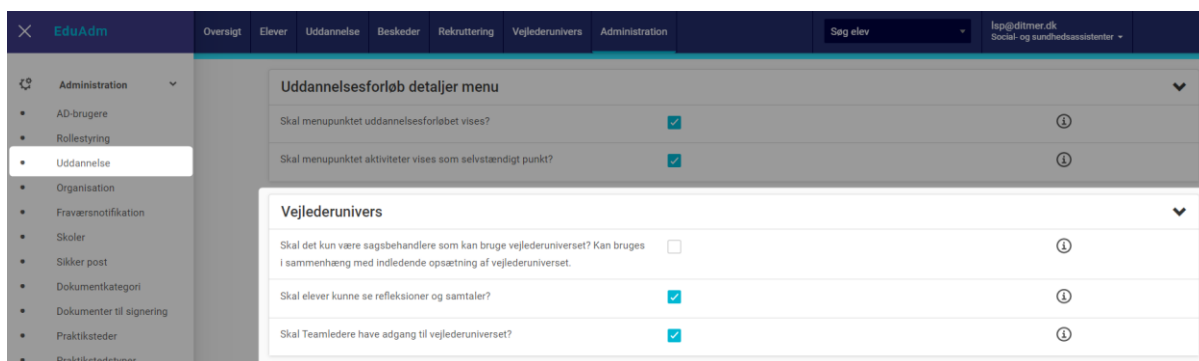 EduAdm
Oversigt Elever Uddannelse Beskeder Rekruttering Vejlederunivers Administration
Søg elev
lsp@ditmer.dk
Social- og sundhedsassistenter
Administration
AD-brugere
Rollestyring
Uddannelse
Organisation
Fraværsnotifikation
Skoler
Sikker post
Dokumentkategori
Dokumenter til signering
Praktiksteder
Praktikstedstyper
Uddannelsesforløb detaljer menu
Skal menupunktet uddannelsesforløbet vises?
Skal menupunktet aktiviteter vises som selvstændigt punkt?
Vejlederunivers
Skal det kun være sagsbehandlere som kan bruge vejlederuniverset? Kan bruges
i sammenhæng med indledende opsætning af vejlederuniverset.
Skal elever kunne se refleksioner og samtaler?
Skal Teamledere have adgang til vejlederuniverset?